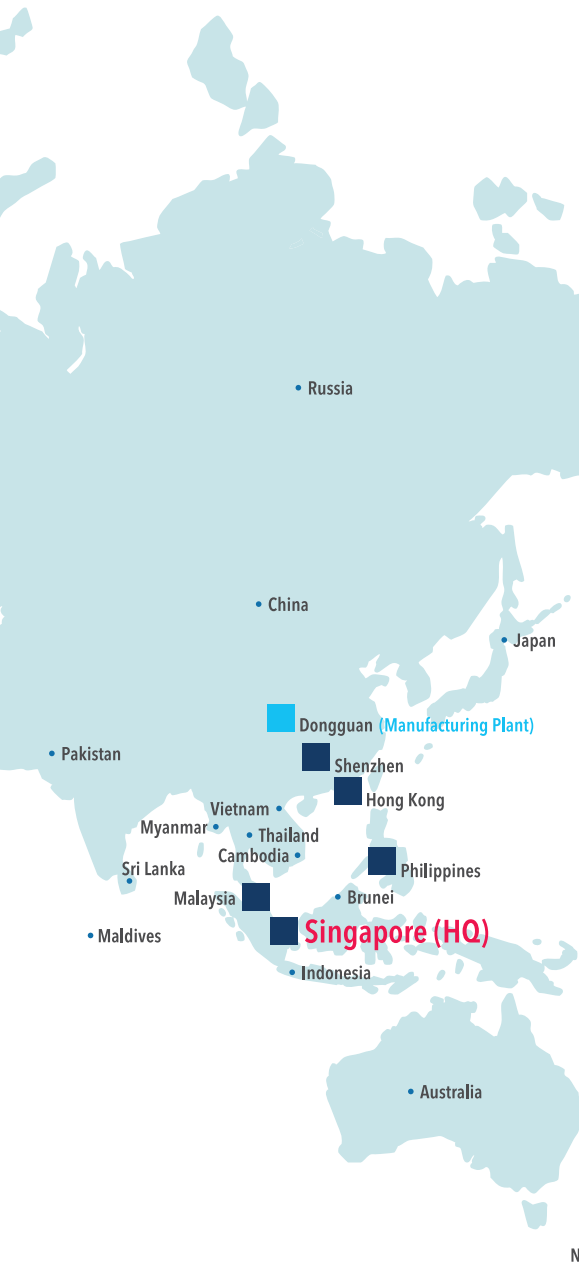 Russia
China
Japan
Dongguan (Manufacturing Plant)
Pakistan
Shenzhen
Hong Kong
Vietnam
Myanmar
Thailand
Cambodia
Philippines
Sri Lanka
Malaysia
Brunei
Singapore (HQ)
Maldives
Indonesia
Australia
N